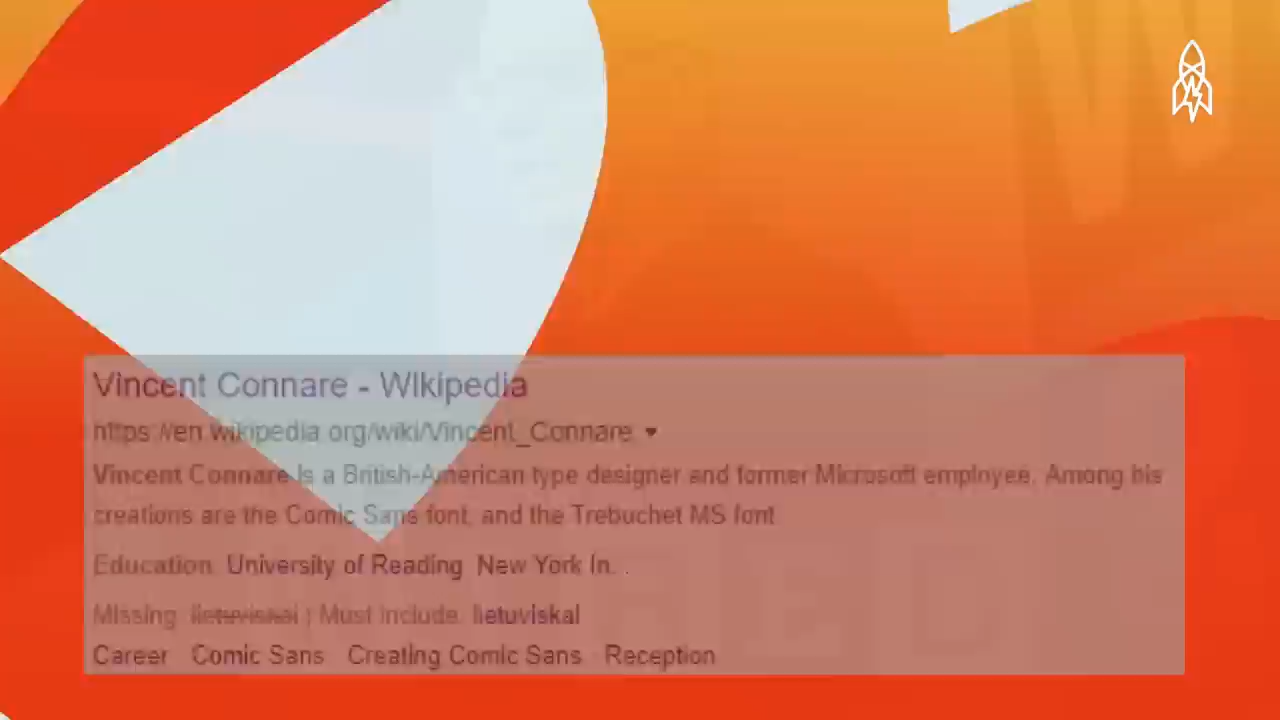 Vincent Connare - Wikipedia
https://en.wikipedia.org/wiki/Vincent_Connare
Vincent Connare is a British-American type designer and former Microsoft employee. Among his
creations are the Comic Sans font, and the Trebuchet MS font.
Education: University of Reading, New York In...
Missing: lietuviskai | Must include: lietuviskai
Career · Comic Sans · Creating Comic Sans · Reception